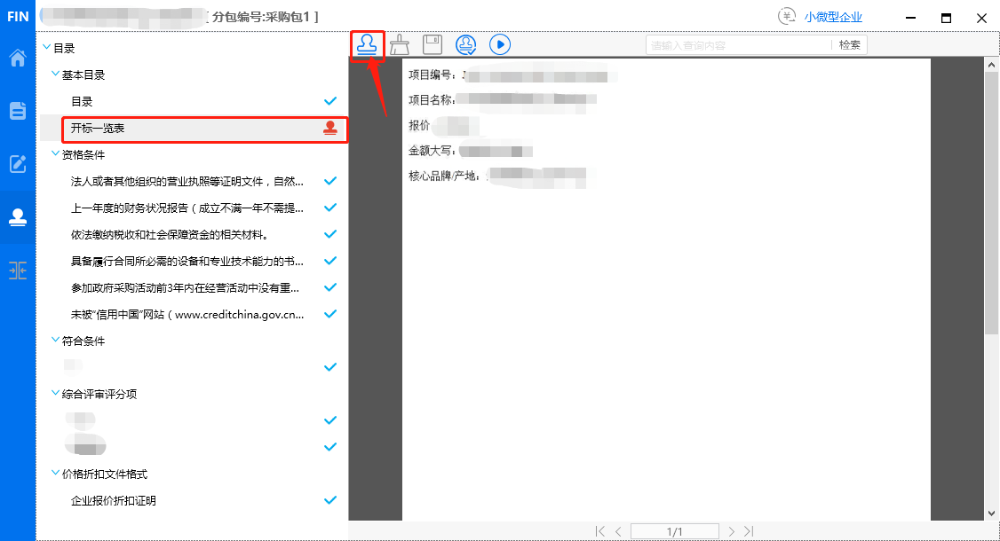 FIN
[ 分包编号:采购包1 ]
小微型企业
请输入查询内容
检索
目录
基本目录
目录
开标一览表
资格条件
法人或者其他组织的营业执照等证明文件，自然...
上一年度的财务状况报告（成立不满一年不需提...
依法缴纳税收和社会保障资金的相关材料。
具备履行合同所必需的设备和专业技术能力的书...
参加政府采购活动前3年内在经营活动中没有重...
未被“信用中国”网站（www.creditchina.gov.cn...
符合条件
综合评审评分项
价格折扣文件格式
企业报价折扣证明
项目编号：
项目名称:
报价
金额大写：
核心品牌/产地：
1/1